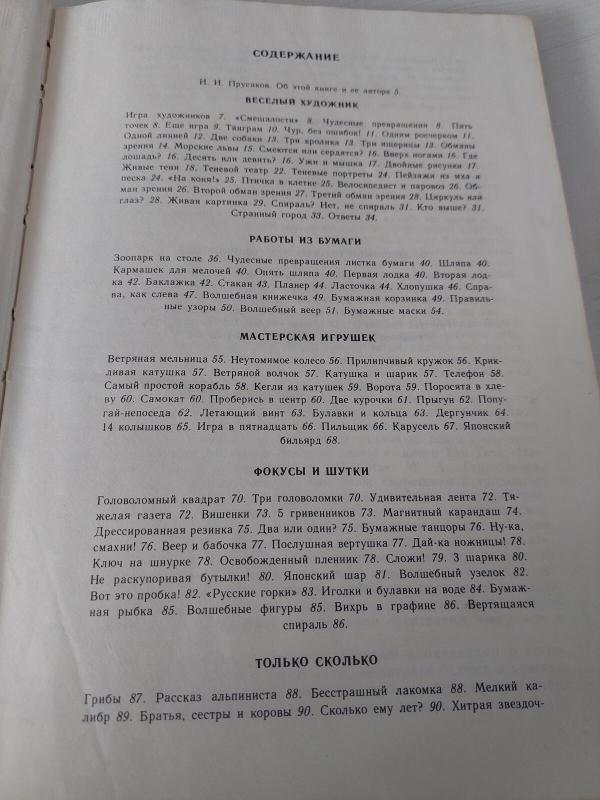 СОДЕРЖАНИЕ
И. И. Прусаков. Об этой книге и ее авторе 5.
ВЕСЕЛЫЙ ХУДОЖНИК
Игра художников 7. «Смешалости» 8. Чудесные превращения 8. Пять
точек 8. Еще игра 9. Танграм 10. Чур, без ошибок! 11. Одним росчерком 11.
Одной линией 12. Две собаки 13. Три кролика 13. Три ящерицы 13. Обманы
зрения 14. Морские львы 15. Смеются или сердятся? 16. Вверх ногами 16. Где
лошадь? 16. Десять или девять? 16. Ужи и мышка 17. Двойные рисунки 17.
Живые тени 18. Теневой театр 22. Теневые портреты 24. Пейзажи из мха и
песка 24. «На коня!» 25. Птичка в клетке 25. Велосипедист и паровоз 26. Об-
ман зрения 26. Второй обман зрения 27. Третий обман зрения 28. Циркуль или
глаз? 28. Живая картинка 29. Спираль? Нет, не спираль 31. Кто выше? 31.
Странный город 33. Ответы 34.
РАБОТЫ ИЗ БУМАГИ
Зоопарк на столе 36. Чудесные превращения листка бумаги 40. Шляпа 40.
Кармашек для мелочей 40. Опять шляпа 40. Первая лодка 40. Вторая лод-
ка 42. Баклажка 42. Стакан 43. Планер 44. Ласточка 44. Хлопушка 46. Спра-
ва, как слева 47. Волшебная книжечка 49. Бумажная корзинка 49. Правиль-
ные узоры 50. Волшебный веер 51. Бумажные маски 54.
МАСТЕРСКАЯ ИГРУШЕК
Ветряная мельница 55. Неутомимое колесо 56. Прилипчивый кружок 56. Крик-
ливая катушка 57. Ветряной волчок 57. Катушка и шарик 57. Телефон 58.
Самый простой корабль 58. Кегли из катушек 59. Ворота 59. Поросята в хле-
ву 60. Самокат 60. Проберись в центр 60. Две курочки 61. Прыгун 62. Попу-
гай-непоседа 62. Летающий винт 63. Булавки и кольца 63. Дергунчик 64.
14 колышков 65. Игра в пятнадцать 66. Пильщик 66. Карусель 67. Японский
бильярд 68.
ФОКУСЫ И ШУТКИ
Головоломный квадрат 70. Три головоломки 70. Удивительная лента 72. Тя-
желая газета 72. Вишенки 73. 5 гривенников 73. Магнитный карандаш 74.
Дрессированная резинка 75. Два или один? 75. Бумажные танцоры 76. Ну-ка,
смахни! 76. Веер и бабочка 77. Послушная вертушка 77. Дай-ка ножницы! 78.
Ключ на шнурке 78. Освобожденный пленник 78. Сложи! 79. 3 шарика 80.
Не раскупоривая бутылки! 80. Японский шар 81. Волшебный узелок 82.
Вот это пробка! 82. «Русские горки» 83. Иголки и булавки на воде 84. Бумаж-
ная рыбка 85. Волшебные фигуры 85. Вихрь в графине 86. Вертящаяся
спираль 86.
ТОЛЬКО СКОЛЬКО
Грибы 87. Рассказ альпиниста 88. Бесстрашный лакомка 88. Мелкий ка-
либр 89. Братья, сестры и коровы 90. Сколько ему лет? 90. Хитрая звездоч-